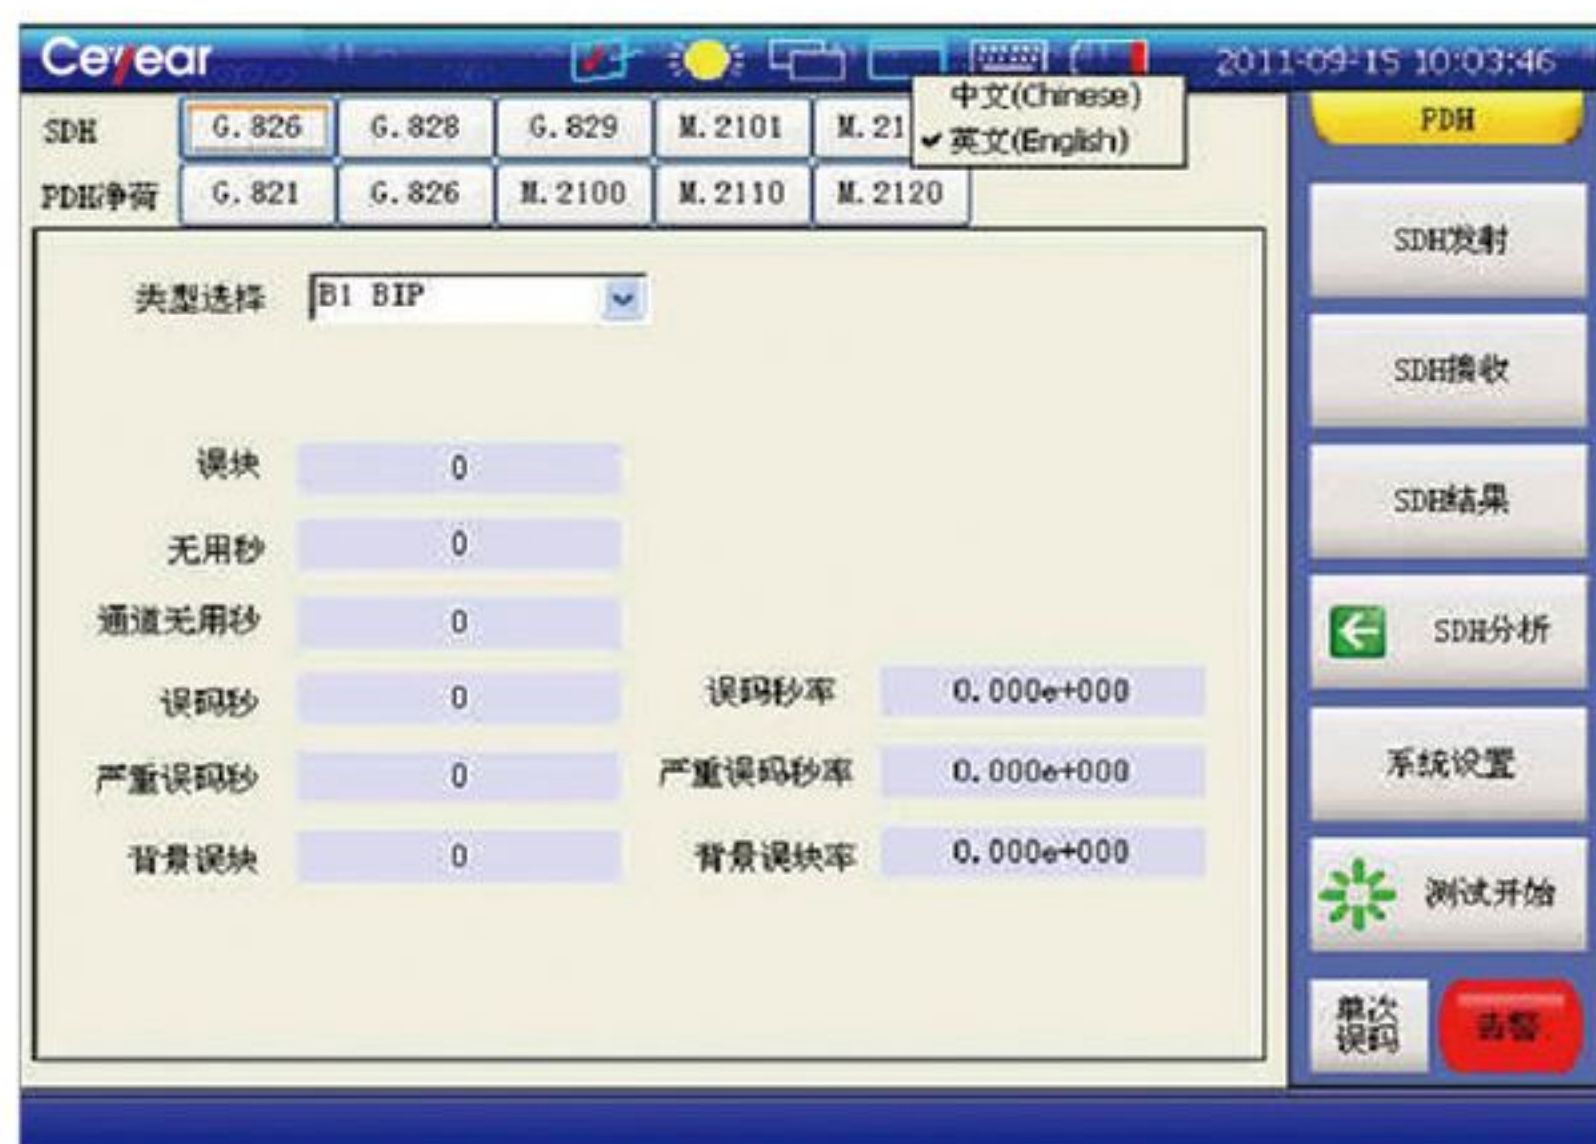 Ceyear
2011-09-15 10:03:46
中文(Chinese)
英文(English)
SDH G.826 G.828 G.829 M.2101 M.21
PDH净荷 G.821 G.826 M.2100 M.2110 M.2120
类型选择 B1 BIP
误块 0
无用秒 0
通道无用秒 0
误码秒 0 误码秒率 0.000e+000
严重误码秒 0 严重误码秒率 0.000e+000
背景误块 0 背景误块率 0.000e+000
PDH
SDH发射
SDH接收
SDH结果
SDH分析
系统设置
测试开始
单次
误码
告警